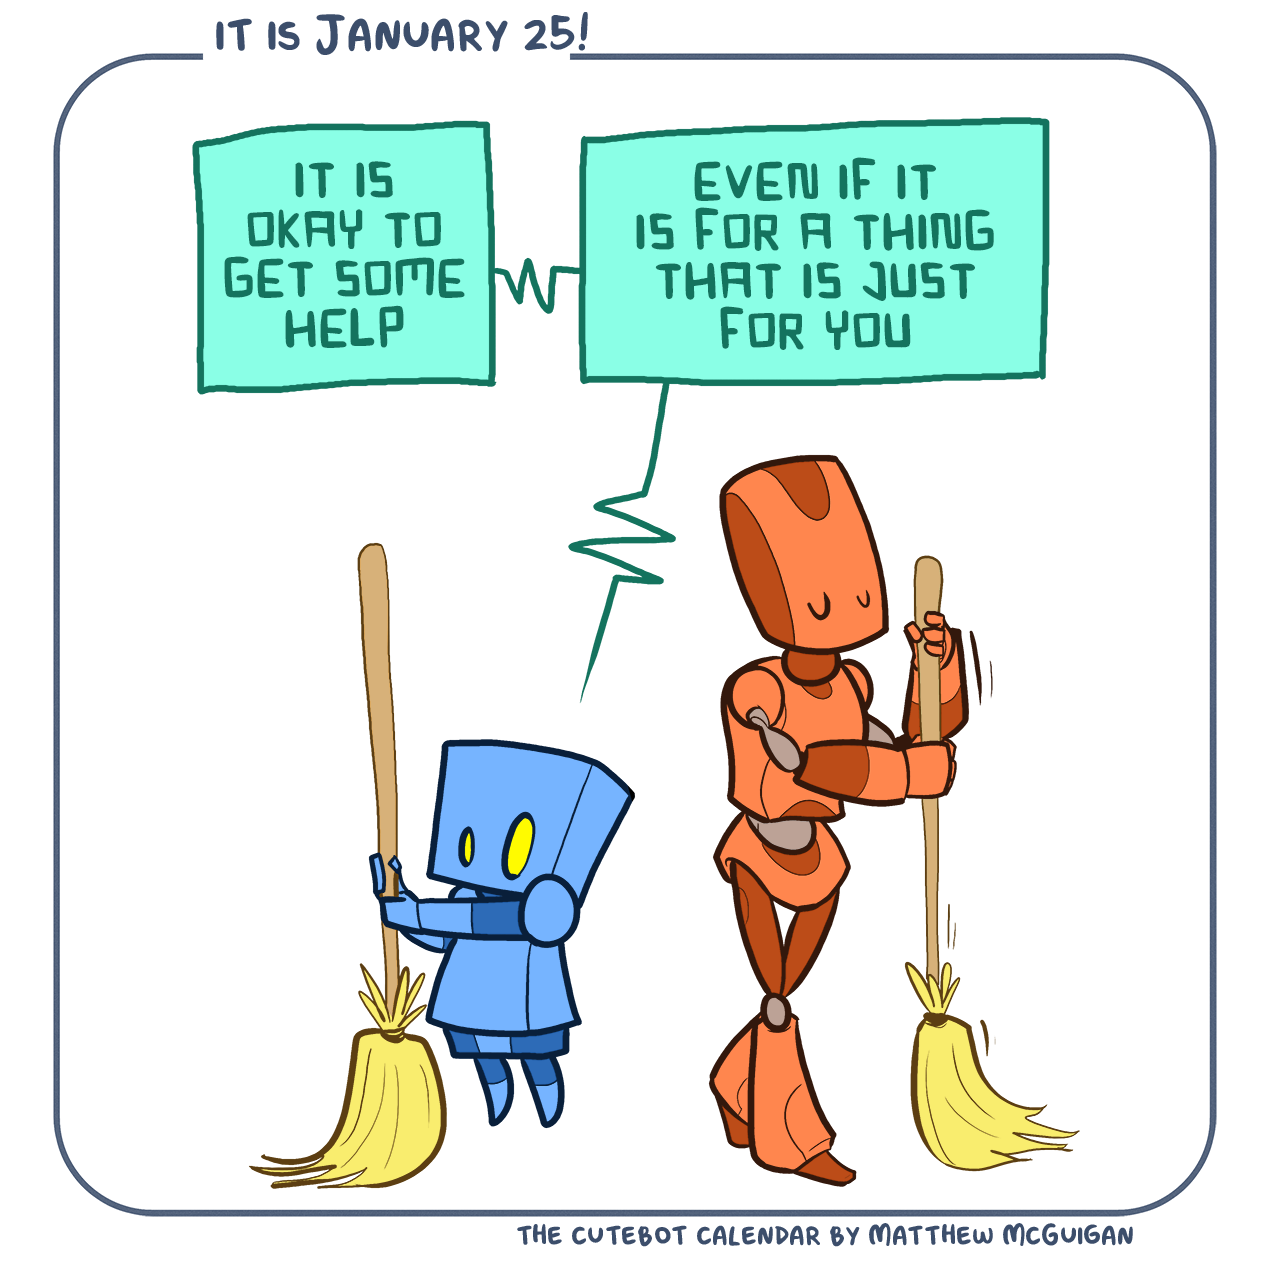 IT IS JANUARY 25!
IT IS
OKAY TO
GET SOME
HELP
EVEN IF IT
IS FOR A THING
THAT IS JUST
FOR YOU
THE CUTEBOT CALENDAR BY MATTHEW MCGUIGAN